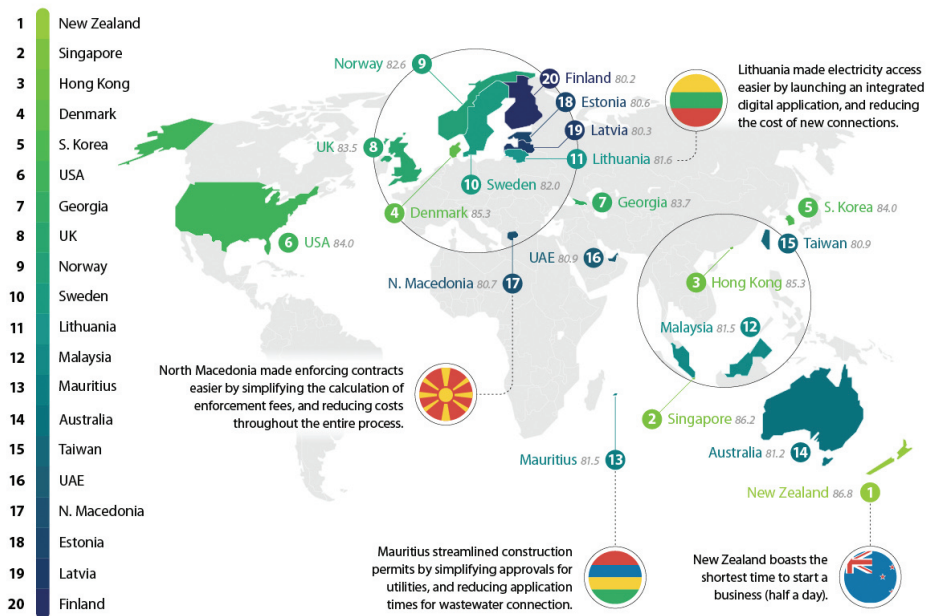 1 New Zealand
2 Singapore
3 Hong Kong
4 Denmark
5 S. Korea
6 USA
7 Georgia
8 UK
9 Norway
10 Sweden
11 Lithuania
12 Malaysia
13 Mauritius
14 Australia
15 Taiwan
16 UAE
17 N. Macedonia
18 Estonia
19 Latvia
20 Finland
Norway 82.6 9
20 Finland 80.2
18 Estonia 80.6
19 Latvia 80.3
11 Lithuania 81.6
UK 83.5 8
10 Sweden 82.0
4 Denmark 85.3
Lithuania made electricity access
easier by launching an integrated
digital application, and reducing
the cost of new connections.
7 Georgia 83.7
5 S. Korea 84.0
6 USA 84.0
UAE 80.9 16
15 Taiwan 80.9
N. Macedonia 80.7 17
3 Hong Kong 85.3
Malaysia 81.5 12
North Macedonia made enforcing contracts
easier by simplifying the calculation of
enforcement fees, and reducing costs
throughout the entire process.
2 Singapore 86.2
Mauritius 81.5 13
Australia 81.2 14
New Zealand 86.8 1
Mauritius streamlined construction
permits by simplifying approvals for
utilities, and reducing application
times for wastewater connection.
New Zealand boasts the
shortest time to start a
business (half a day).